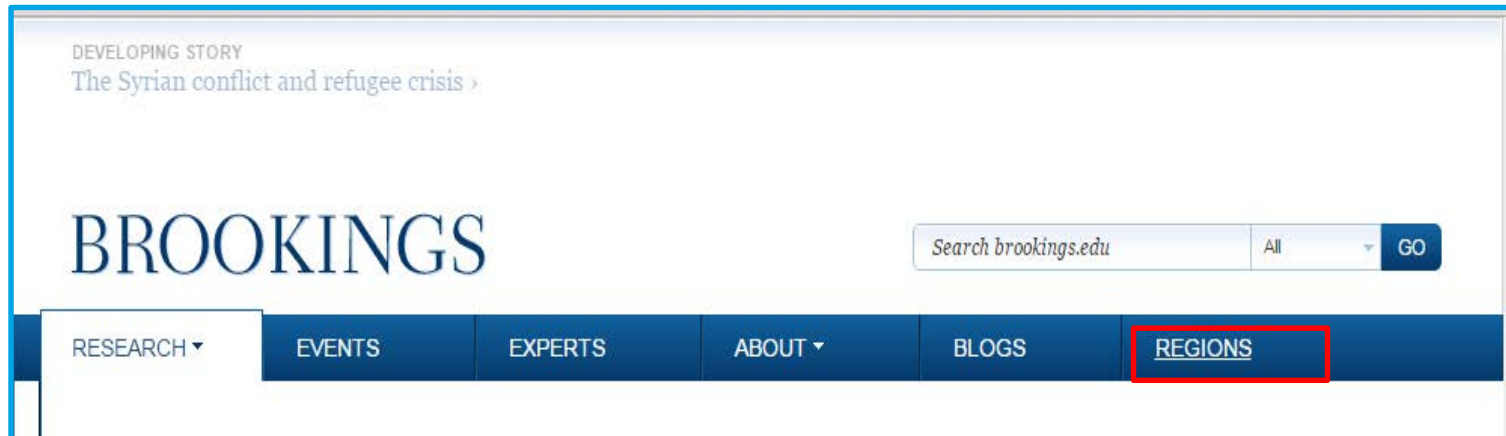 DEVELOPING STORY
The Syrian conflict and refugee crisis ›
BROOKINGS
Search brookings.edu All GO
RESEARCH EVENTS EXPERTS ABOUT BLOGS REGIONS